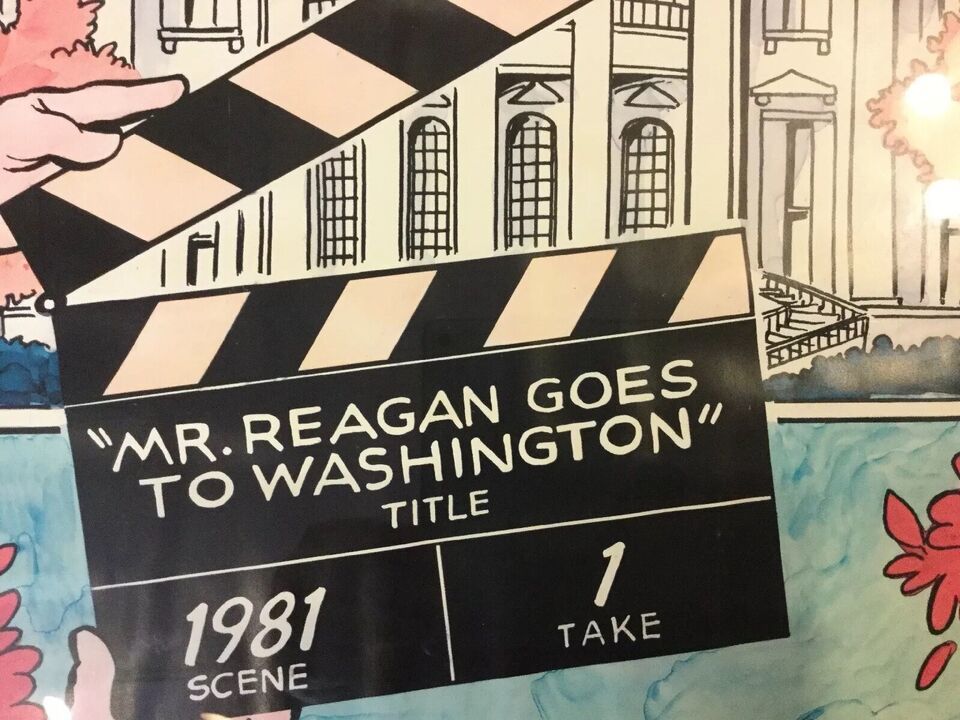 "MR. REAGAN GOES
TO WASHINGTON"
TITLE
1981
SCENE
1
TAKE